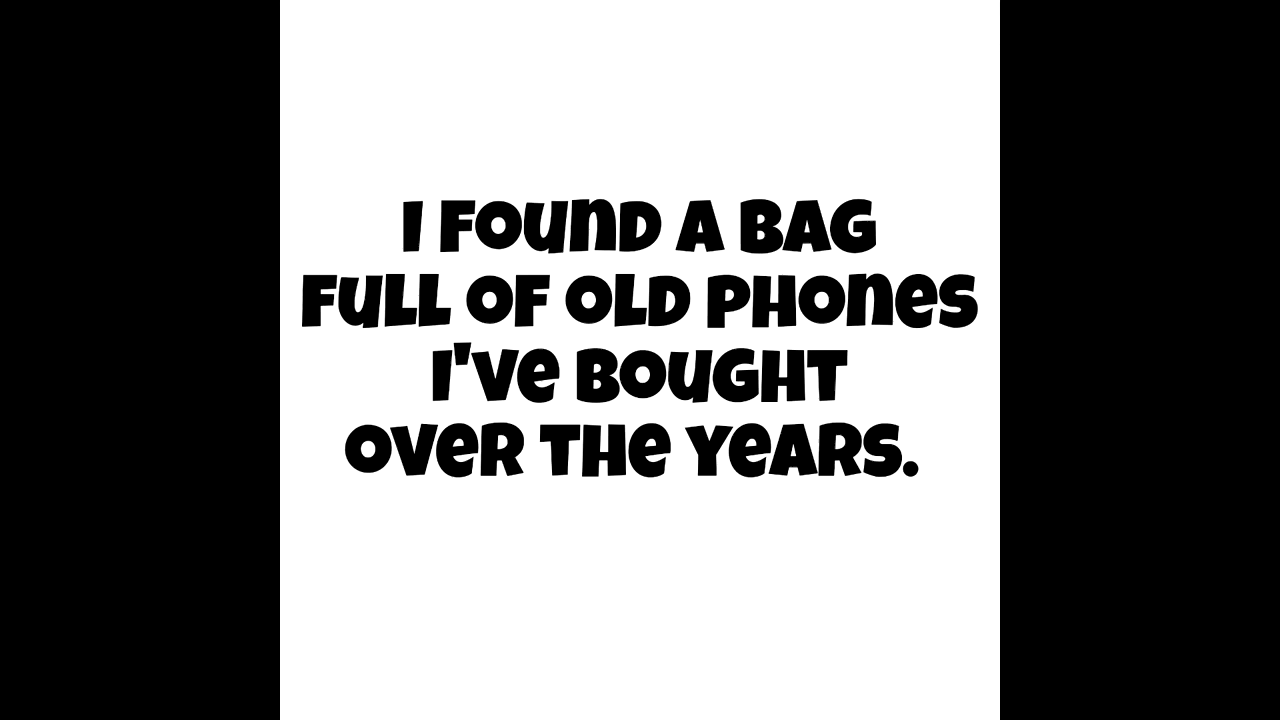 I FOUND A BAG
FULL OF OLD PHONES
I'VE BOUGHT
OVER THE YEARS.